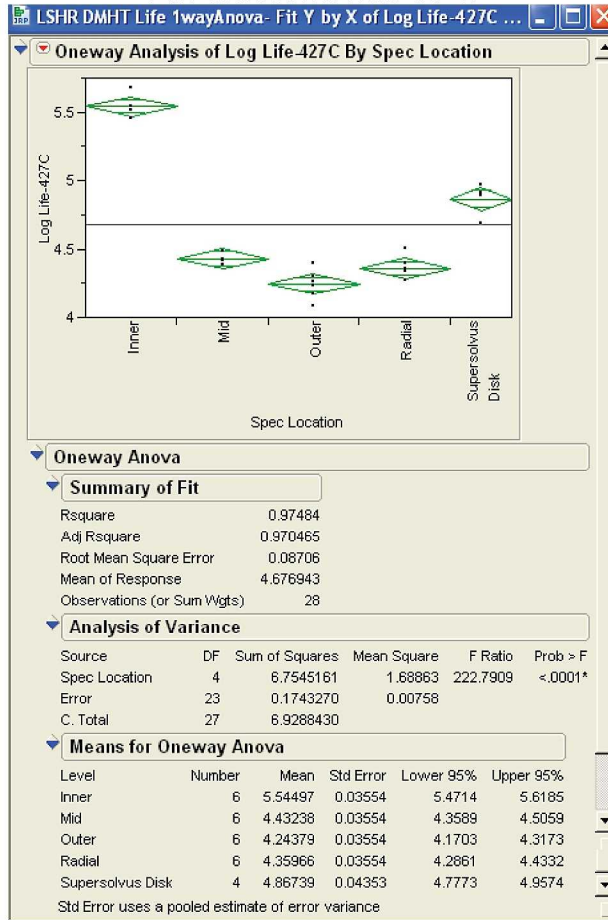 LSHR DMHT Life 1wayAnova- Fit Y by X of Log Life-427C ...
Oneway Analysis of Log Life-427C By Spec Location
5.5
5
4.5
4
Log Life-427C
Inner
Mid
Outer
Radial
Supersolvus
Disk
Spec Location
Oneway Anova
Summary of Fit
Rsquare 0.97484
Adj Rsquare 0.970465
Root Mean Square Error 0.08706
Mean of Response 4.676943
Observations (or Sum Wgts) 28
Analysis of Variance
Source DF Sum of Squares Mean Square F Ratio Prob > F
Spec Location 4 6.7545161 1.68863 222.7909 <.0001*
Error 23 0.1743270 0.00758
C. Total 27 6.9288430
Means for Oneway Anova
Level Number Mean Std Error Lower 95% Upper 95%
Inner 6 5.54497 0.03554 5.4714 5.6185
Mid 6 4.43238 0.03554 4.3589 4.5059
Outer 6 4.24379 0.03554 4.1703 4.3173
Radial 6 4.35966 0.03554 4.2861 4.4332
Supersolvus Disk 4 4.86739 0.04353 4.7773 4.9574
Std Error uses a pooled estimate of error variance